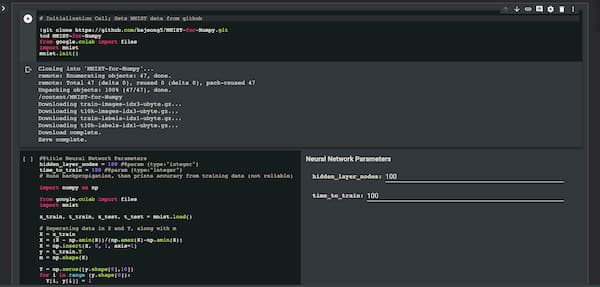 # Initialization Cell; Gets MNIST data from github
!git clone https://github.com/hsjeong5/MNIST-for-Numpy.git
%cd MNIST-for-Numpy
from google.colab import files
import mnist
mnist.init()
Cloning into 'MNIST-for-Numpy'...
remote: Enumerating objects: 47, done.
remote: Total 47 (delta 0), reused 0 (delta 0), pack-reused 47
Unpacking objects: 100% (47/47), done.
/content/MNIST-for-Numpy
Downloading train-images-idx3-ubyte.gz...
Downloading t10k-images-idx3-ubyte.gz...
Downloading train-labels-idx1-ubyte.gz...
Downloading t10k-labels-idx1-ubyte.gz...
Download complete.
Save complete.
[ ]
##title Neural Network Parameters
hidden_layer_nodes = 100 #@param {type:"integer"}
time_to_train = 100 #@param {type:"integer"}
# Runs backpropigation, then prints accuracy from training data (not reliable)
import numpy as np
from google.colab import files
import mnist
x_train, t_train, x_test, t_test = mnist.load()
# Seperating data in X and Y, along with m
X = x_train
X = (X - np.amin(X))/(np.amax(X)-np.amin(X))
X = np.insert(X, 0, 1, axis=1)
y = t_train.T
m = np.shape(X)
Y = np.zeros([y.shape[0],10])
for i in range (y.shape[0]):
Y[i, y[i]] = 1
Neural Network Parameters
hidden_layer_nodes: 100
time_to_train: 100